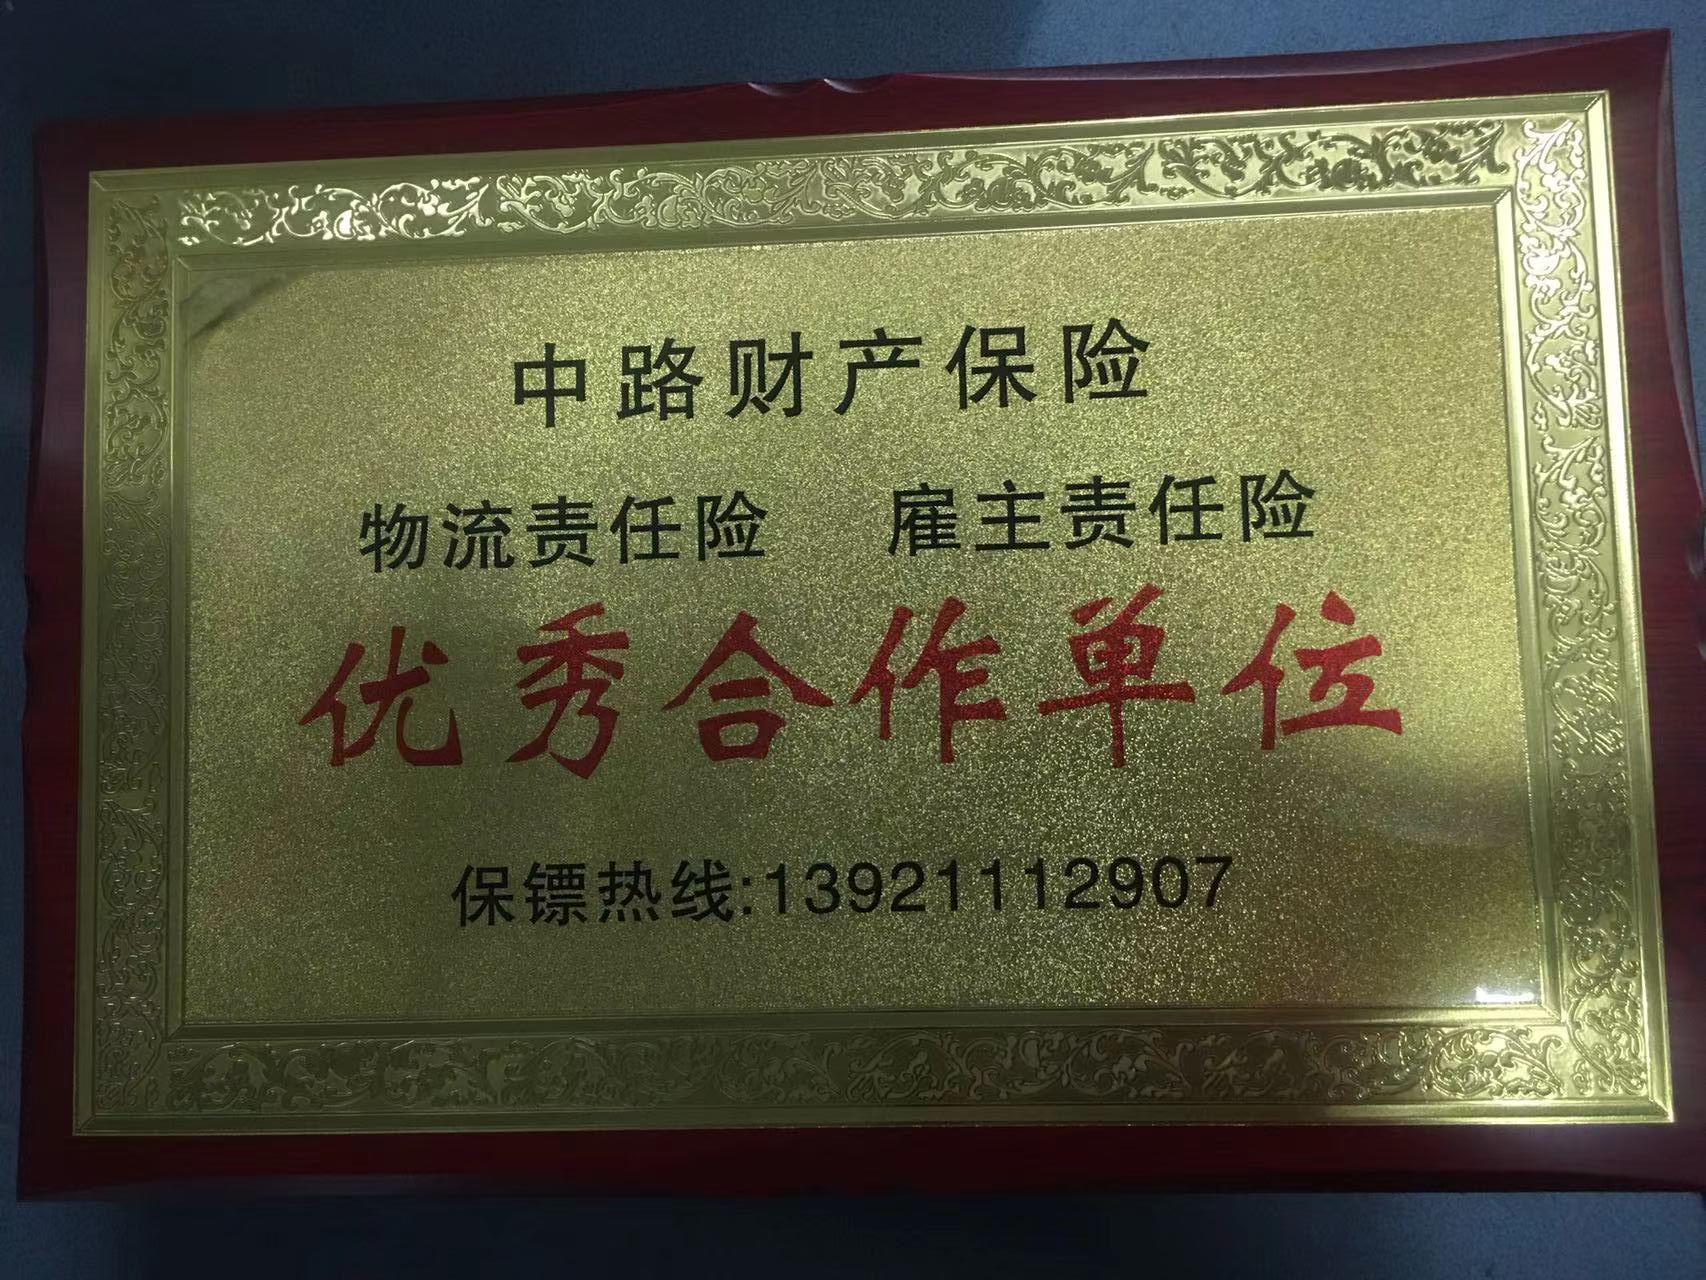 中路财产保险
物流责任险 雇主责任险
优秀合作单位
保镖热线:13921112907